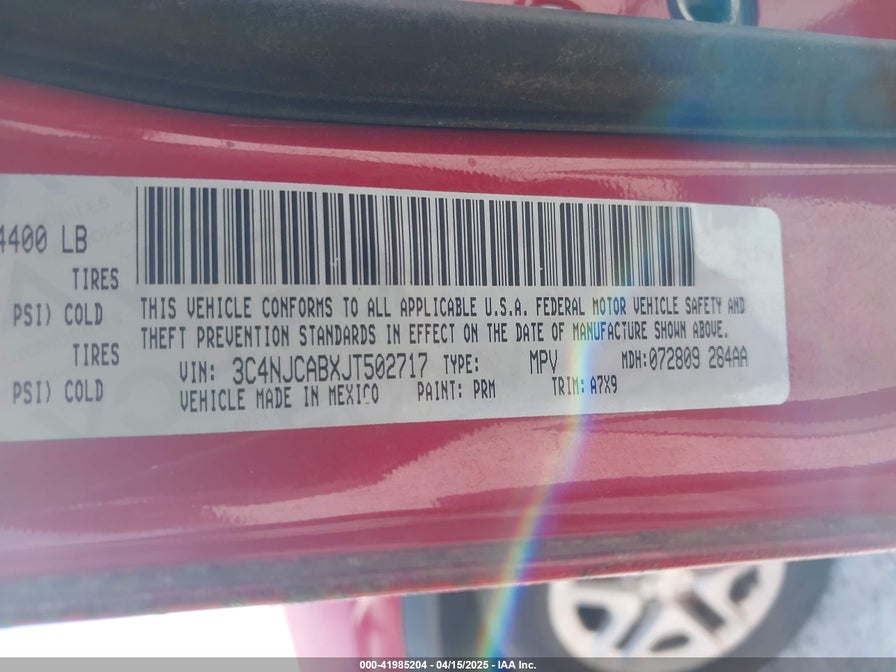 4400 LB
TIRES
PSI) COLD
TIRES
PSI) COLD
THIS VEHICLE CONFORMS TO ALL APPLICABLE U.S.A. FEDERAL MOTOR VEHICLE SAFETY AND
THEFT PREVENTION STANDARDS IN EFFECT ON THE DATE OF MANUFACTURE SHOWN ABOVE.
VIN: 3C4NJCABXJT502717 TYPE: MPV MDH:072809 284AA
VEHICLE MADE IN MEXICO PAINT: PRM TRIM: A7X9
000-41985204 - 04/15/2025 - IAA Inc.